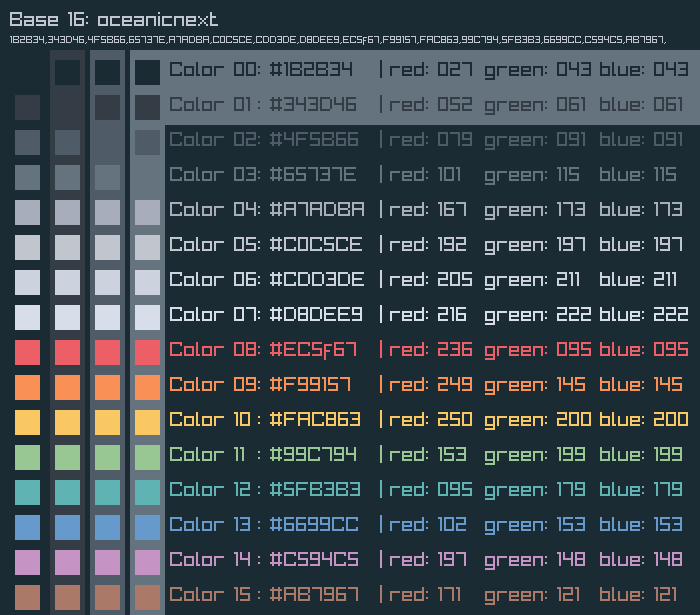 Base 16: oceanicnext
1B2B34,343D46,4F5B66,65737E,A7ADBA,C0C5CE,CDD3DE,D8DEE9,EC5f67,F99157,FAC863,99C794,5FB3B3,6699CC,C594C5,AB7967,
Color 00: #1B2B34 | red: 027 green: 043 blue: 043
Color 01 : #343D46 | red: 052 green: 061 blue: 061
Color 02: #4F5B66 | red: 079 green: 091 blue: 091
Color 03: #65737E | red: 101 green: 115 blue: 115
Color 04: #A7ADBA | red: 167 green: 173 blue: 173
Color 05: #C0C5CE | red: 192 green: 197 blue: 197
Color 06: #CDD3DE | red: 205 green: 211 blue: 211
Color 07: #D8DEE9 | red: 216 green: 222 blue: 222
Color 08: #EC5f67 | red: 236 green: 095 blue: 095
Color 09: #F99157 | red: 249 green: 145 blue: 145
Color 10 : #FAC863 | red: 250 green: 200 blue: 200
Color 11 : #99C794 | red: 153 green: 199 blue: 199
Color 12 : #5FB3B3 | red: 095 green: 179 blue: 179
Color 13 : #6699CC | red: 102 green: 153 blue: 153
Color 14 : #C594C5 | red: 197 green: 148 blue: 148
Color 15 : #AB7967 | red: 171 green: 121 blue: 121